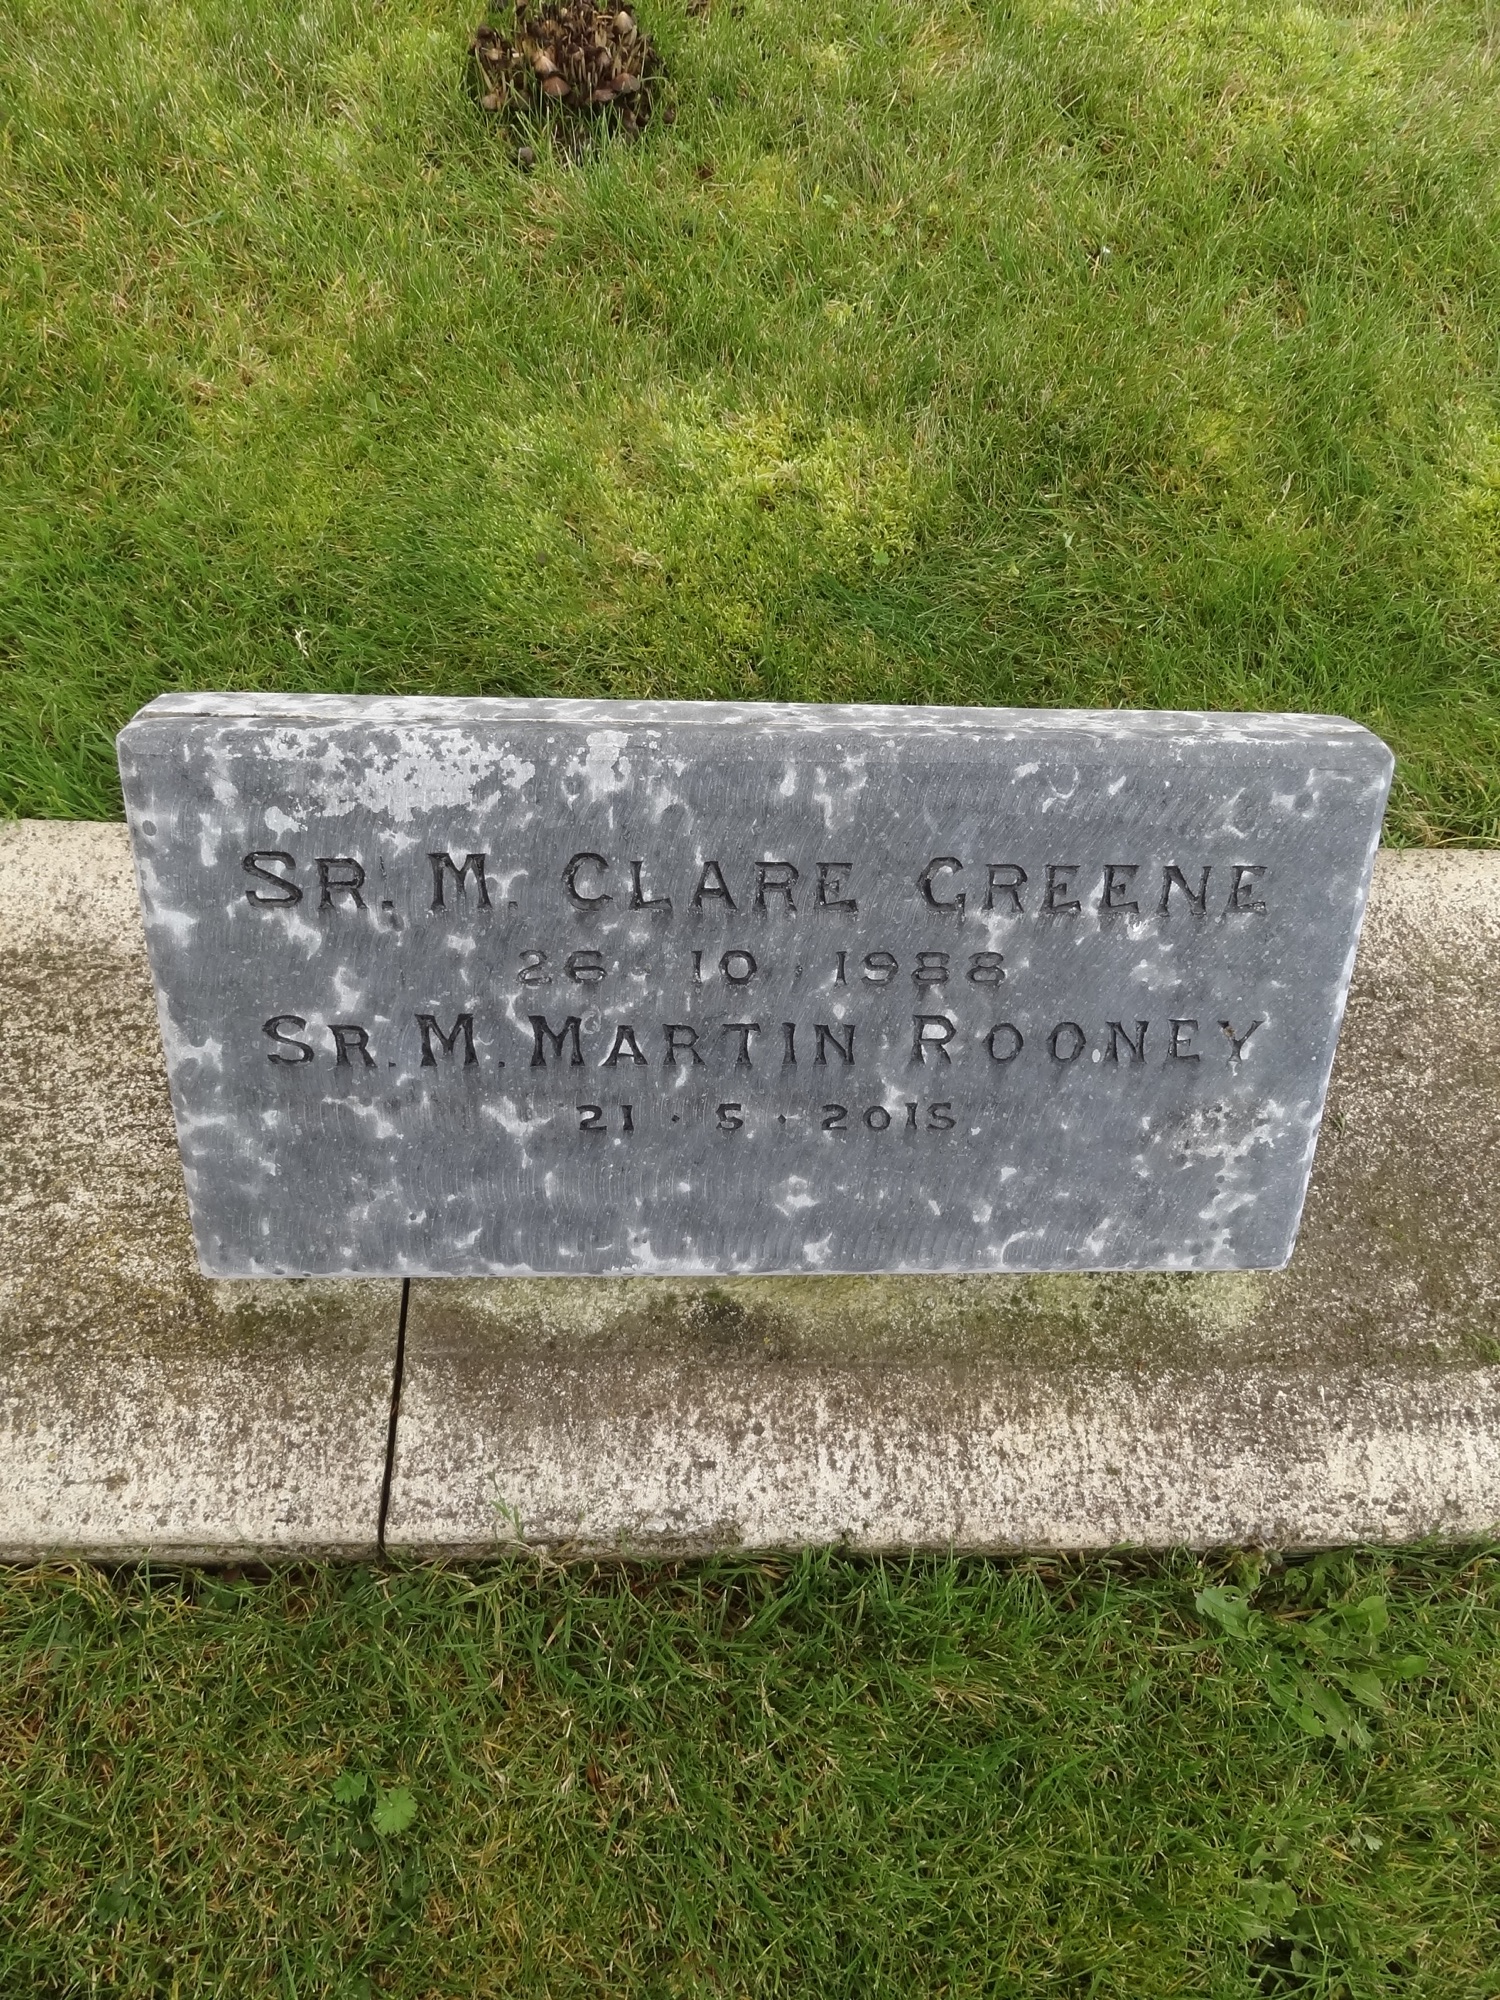 SR. M. CLARE GREENE
26 · 10 · 1988
SR. M. MARTIN ROONEY
21 · 5 · 2015